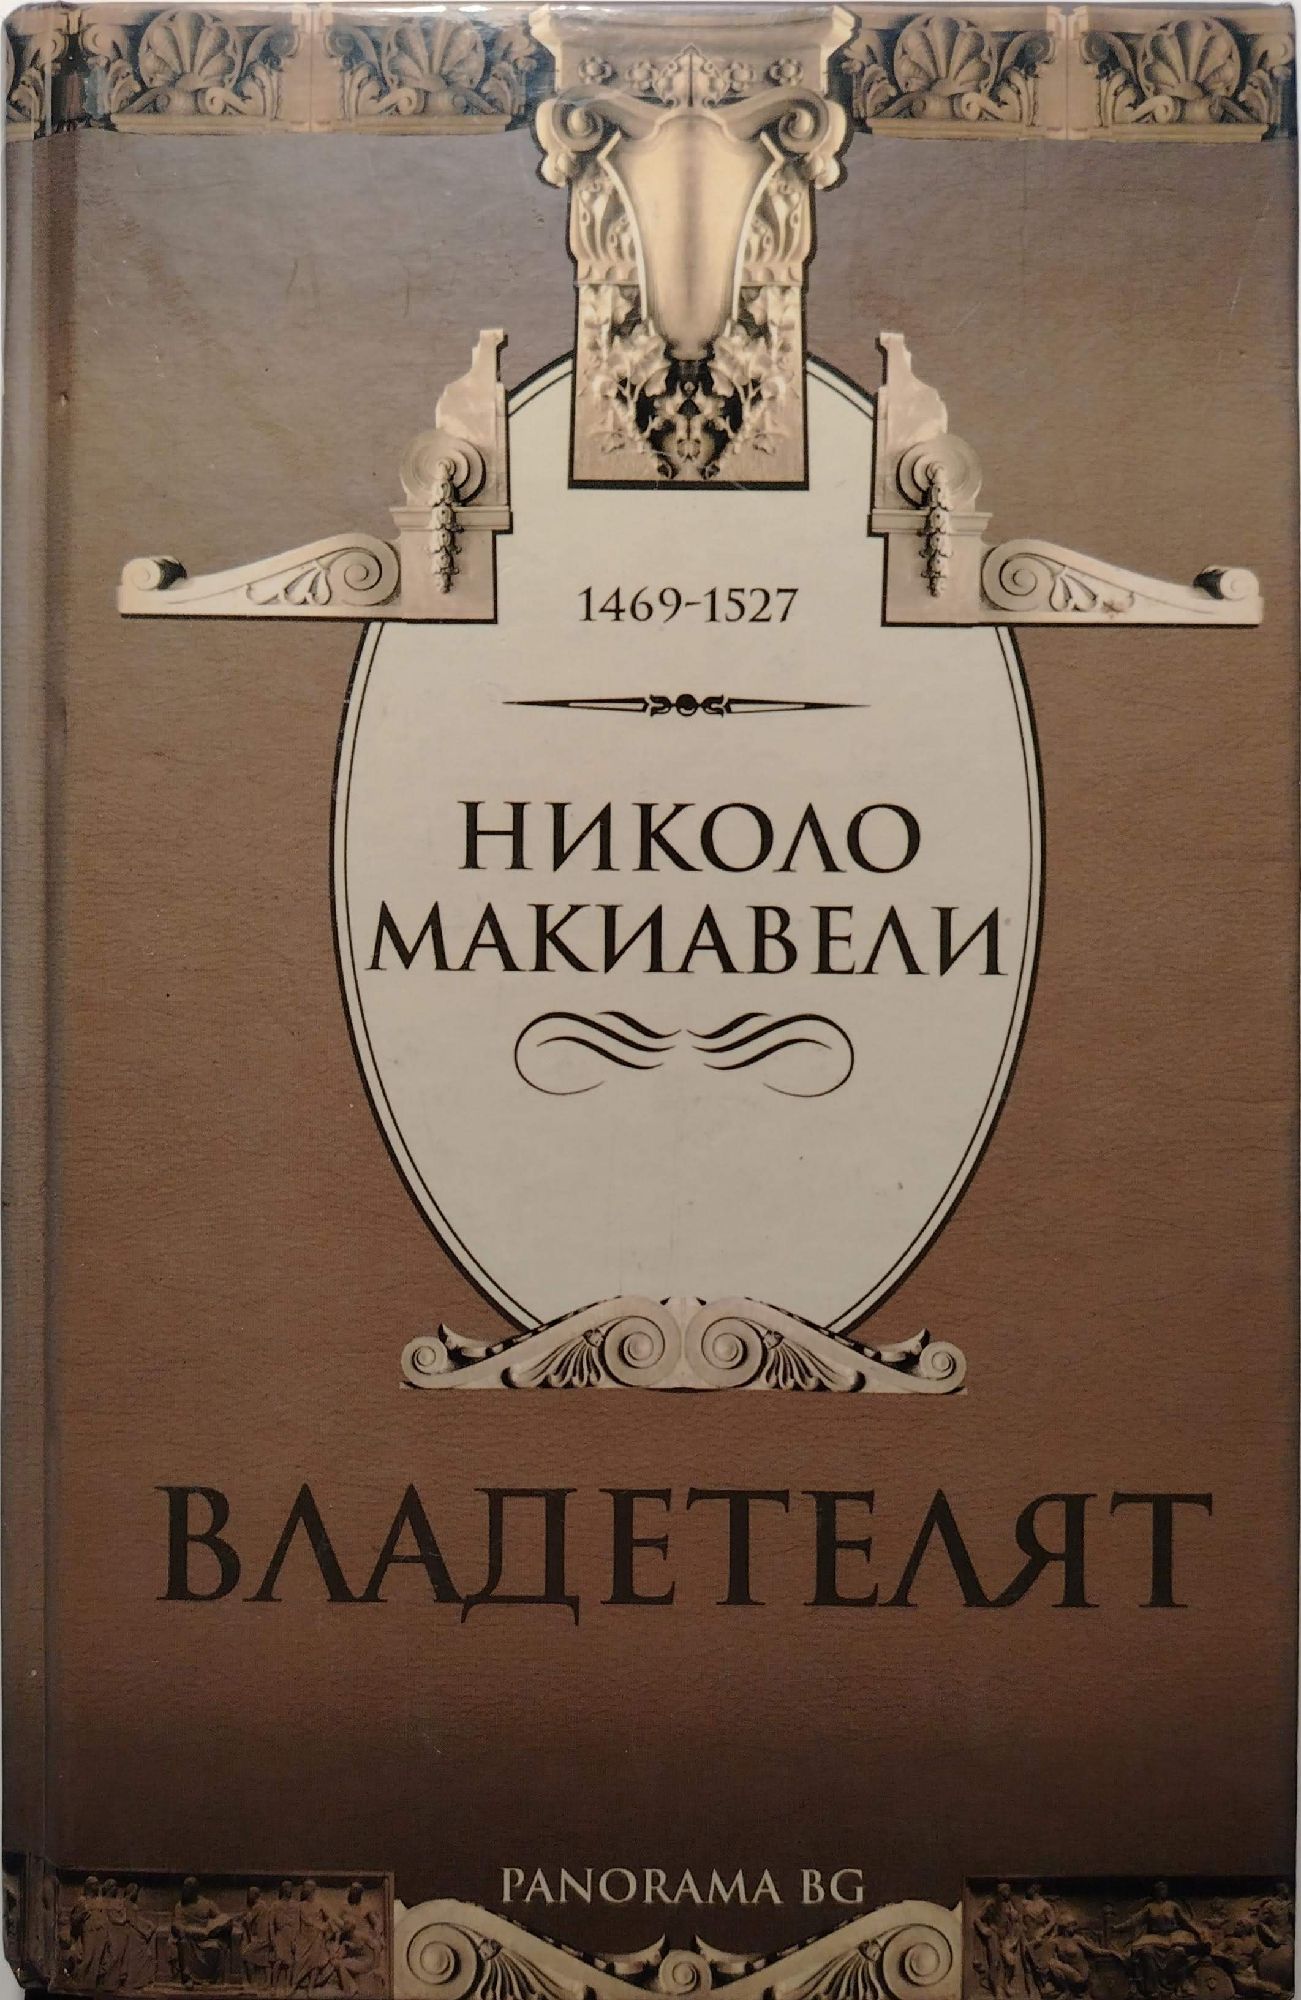 1469-1527
НИКОЛО
МАКИАВЕЛИ
ВЛАДЕТЕЛЯТ
PANORAMA BG